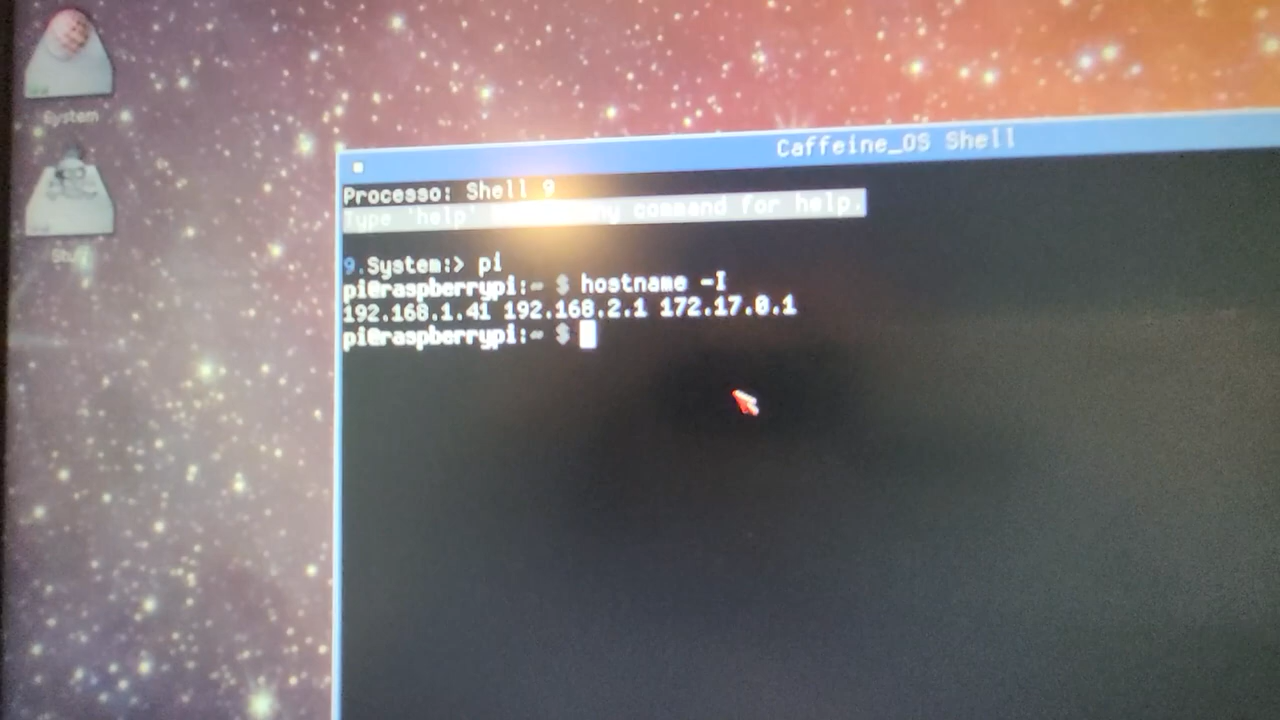 System
Caffeine_OS Shell
Processo: Shell 9
Type 'help' command for help.
9.System:> pi
pi@raspberrypi:~ $ hostname -I
192.168.1.41 192.168.2.1 172.17.0.1
pi@raspberrypi:~ $